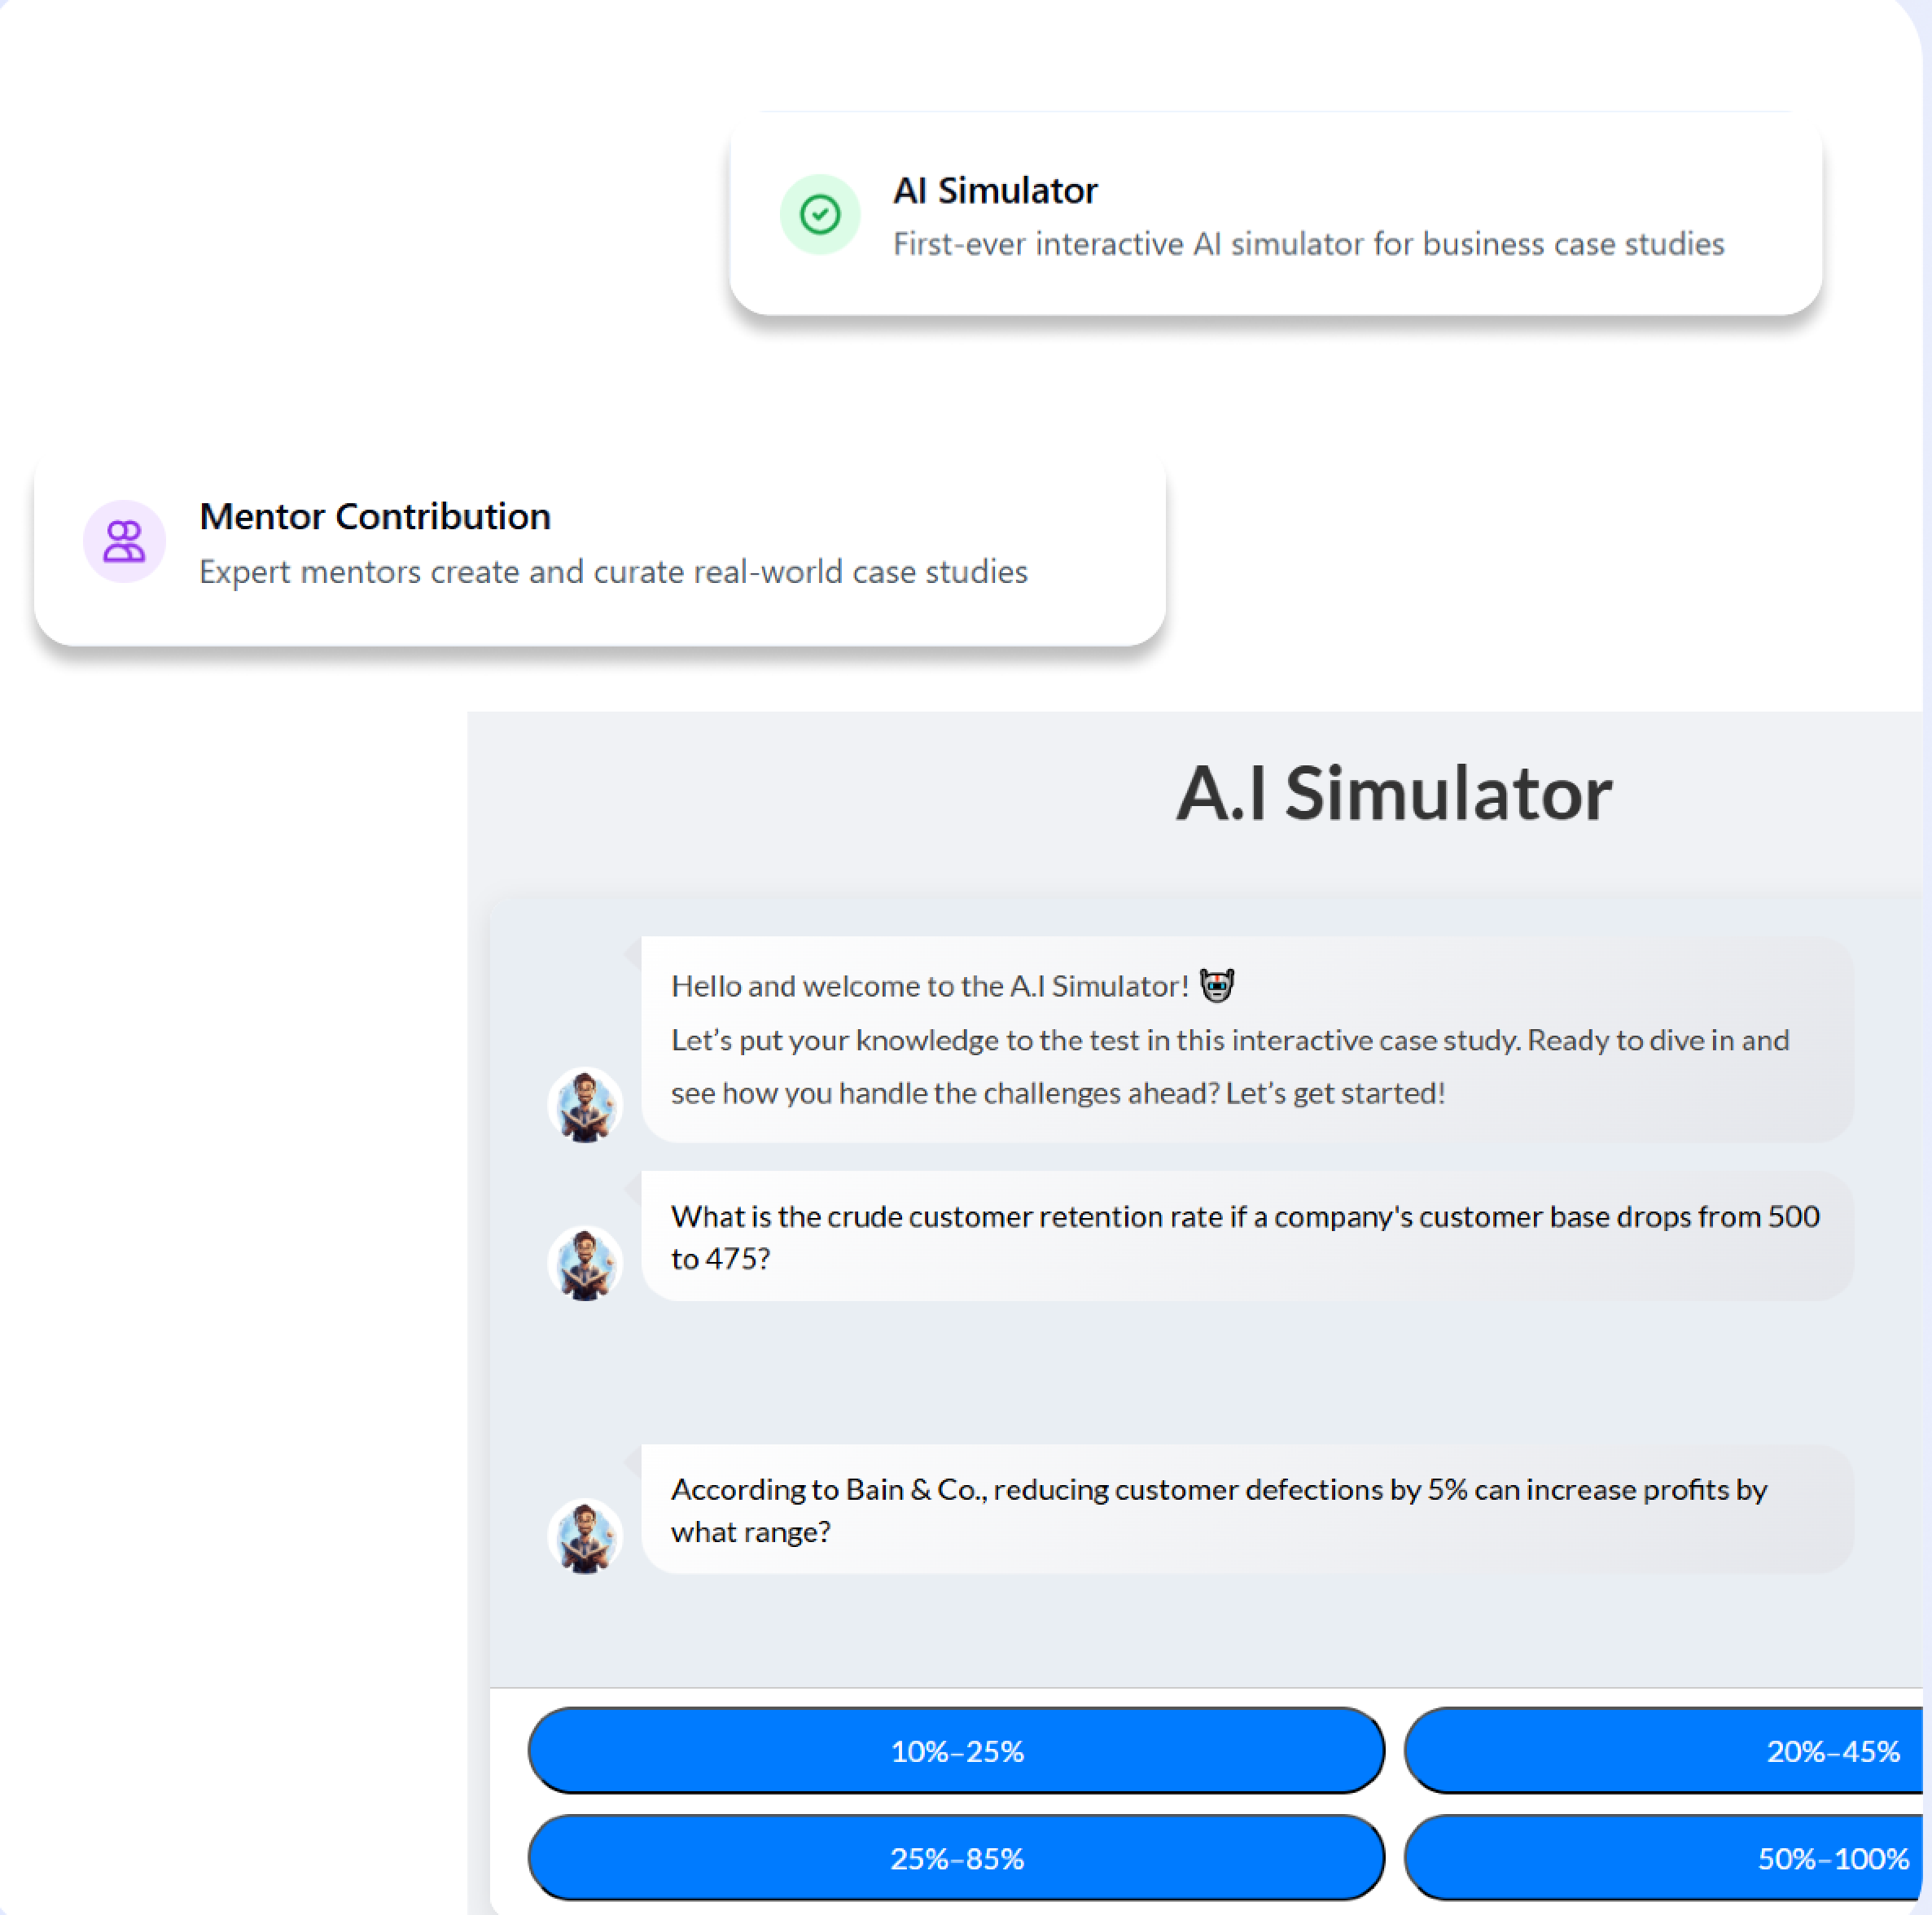 AI Simulator
First-ever interactive AI simulator for business case studies
Mentor Contribution
Expert mentors create and curate real-world case studies
A.I Simulator
Hello and welcome to the A.I Simulator!
Let’s put your knowledge to the test in this interactive case study. Ready to dive in and
see how you handle the challenges ahead? Let’s get started!
What is the crude customer retention rate if a company's customer base drops from 500
to 475?
According to Bain & Co., reducing customer defections by 5% can increase profits by
what range?
10%–25%
20%–45%
25%–85%
50%–100%